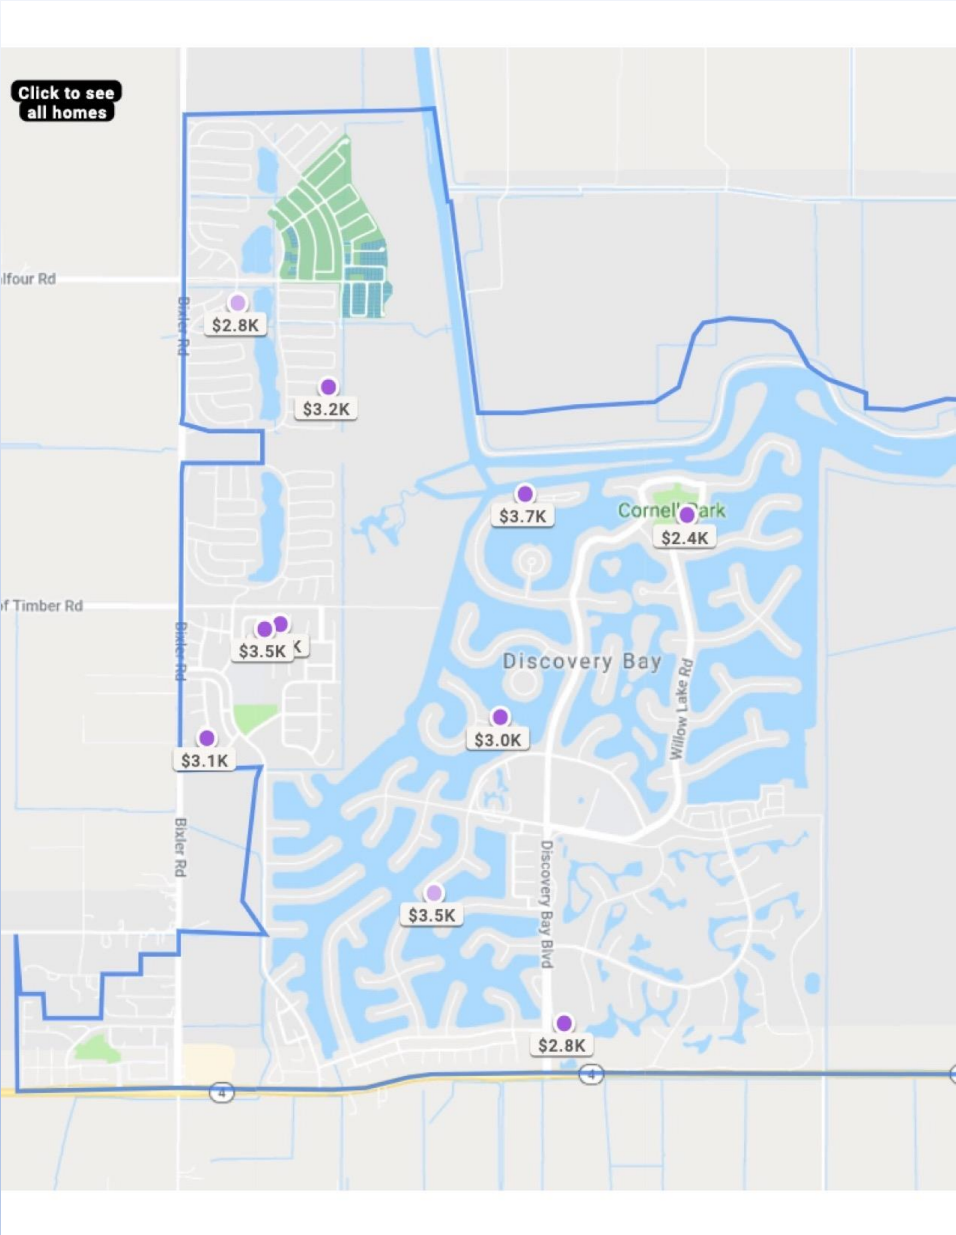 Click to see
all homes
lfour Rd
Bixler Rd
$2.8K
$3.2K
$3.7K
Cornell Park
$2.4K
of Timber Rd
Bixler Rd
$3.5K
K
Discovery Bay
Willow Lake Rd
$3.0K
$3.1K
Bixler Rd
Discovery Bay Blvd
$3.5K
$2.8K
4
4